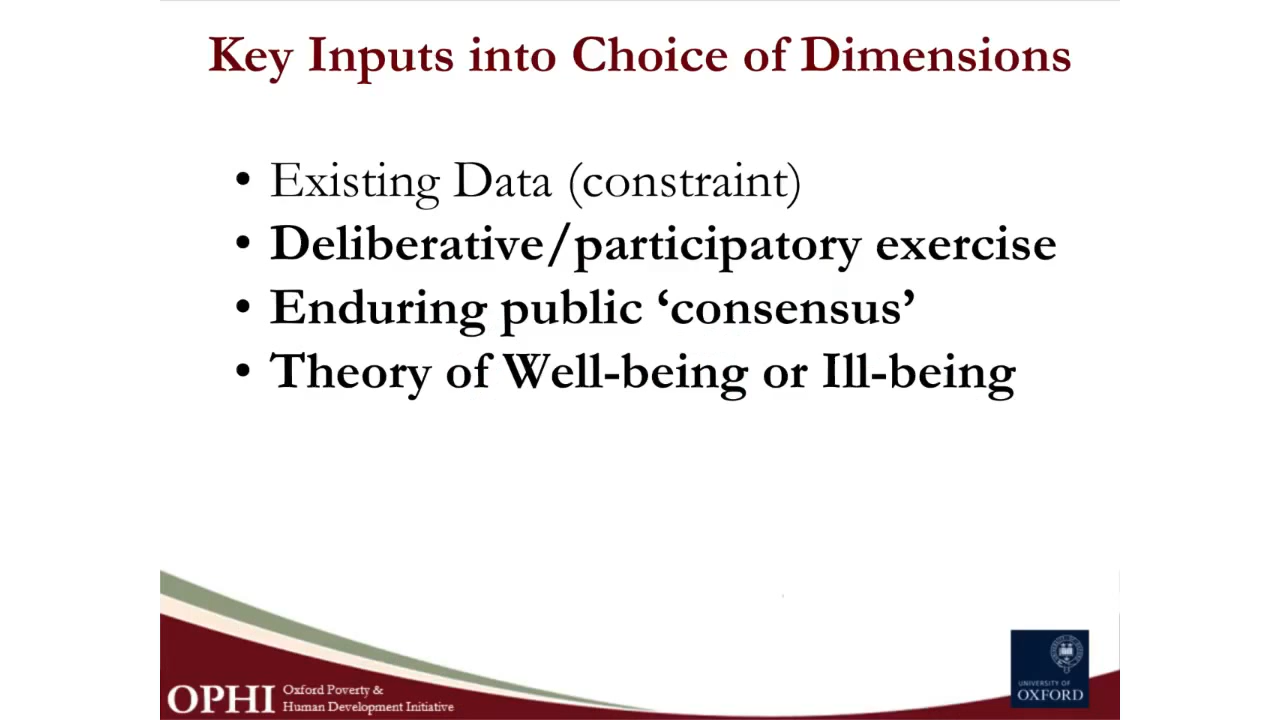 Key Inputs into Choice of Dimensions
• Existing Data (constraint)
• Deliberative/participatory exercise
• Enduring public ‘consensus’
• Theory of Well-being or Ill-being
OPHI
Oxford Poverty &
Human Development Initiative
UNIVERSITY OF
OXFORD